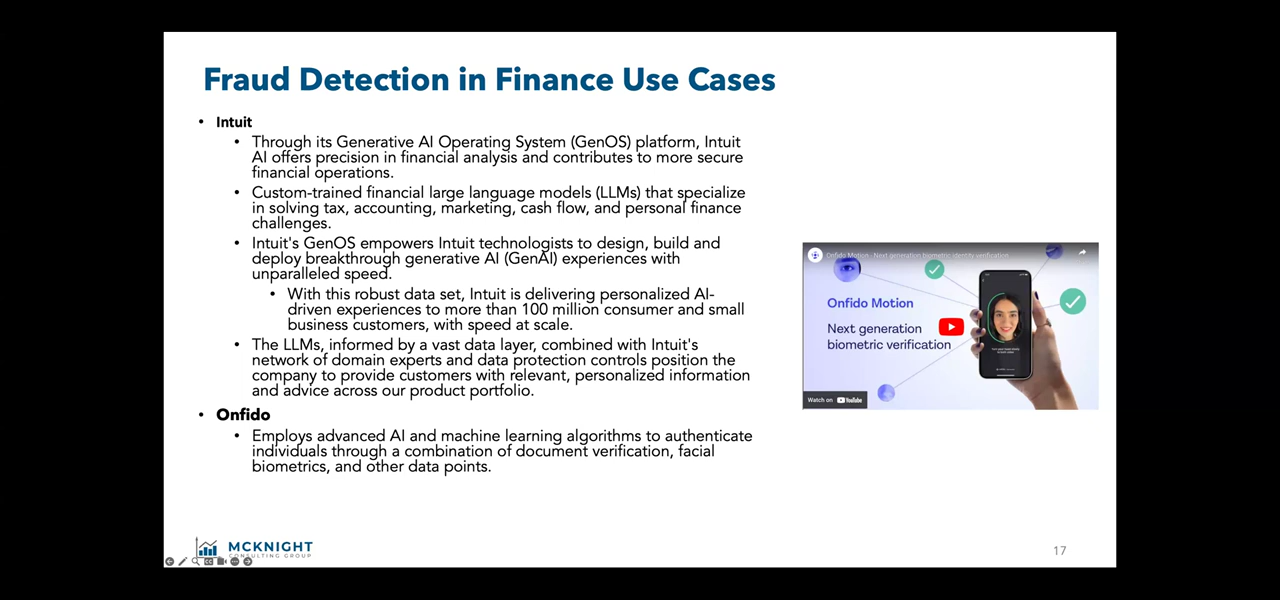 Fraud Detection in Finance Use Cases
• Intuit
• Through its Generative AI Operating System (GenOS) platform, Intuit
AI offers precision in financial analysis and contributes to more secure
financial operations.
• Custom-trained financial large language models (LLMs) that specialize
in solving tax, accounting, marketing, cash flow, and personal finance
challenges.
• Intuit's GenOS empowers Intuit technologists to design, build and
deploy breakthrough generative AI (GenAI) experiences with
unparalleled speed.
• With this robust data set, Intuit is delivering personalized AI-
driven experiences to more than 100 million consumer and small
business customers, with speed at scale.
• The LLMs, informed by a vast data layer, combined with Intuit's
network of domain experts and data protection controls position the
company to provide customers with relevant, personalized information
and advice across our product portfolio.
• Onfido
• Employs advanced AI and machine learning algorithms to authenticate
individuals through a combination of document verification, facial
biometrics, and other data points.
Onfido Motion - Next generation biometric identity verification
Onfido Motion
Next generation
biometric verification
Watch on YouTube
MCKNIGHT
CONSULTING GROUP
17